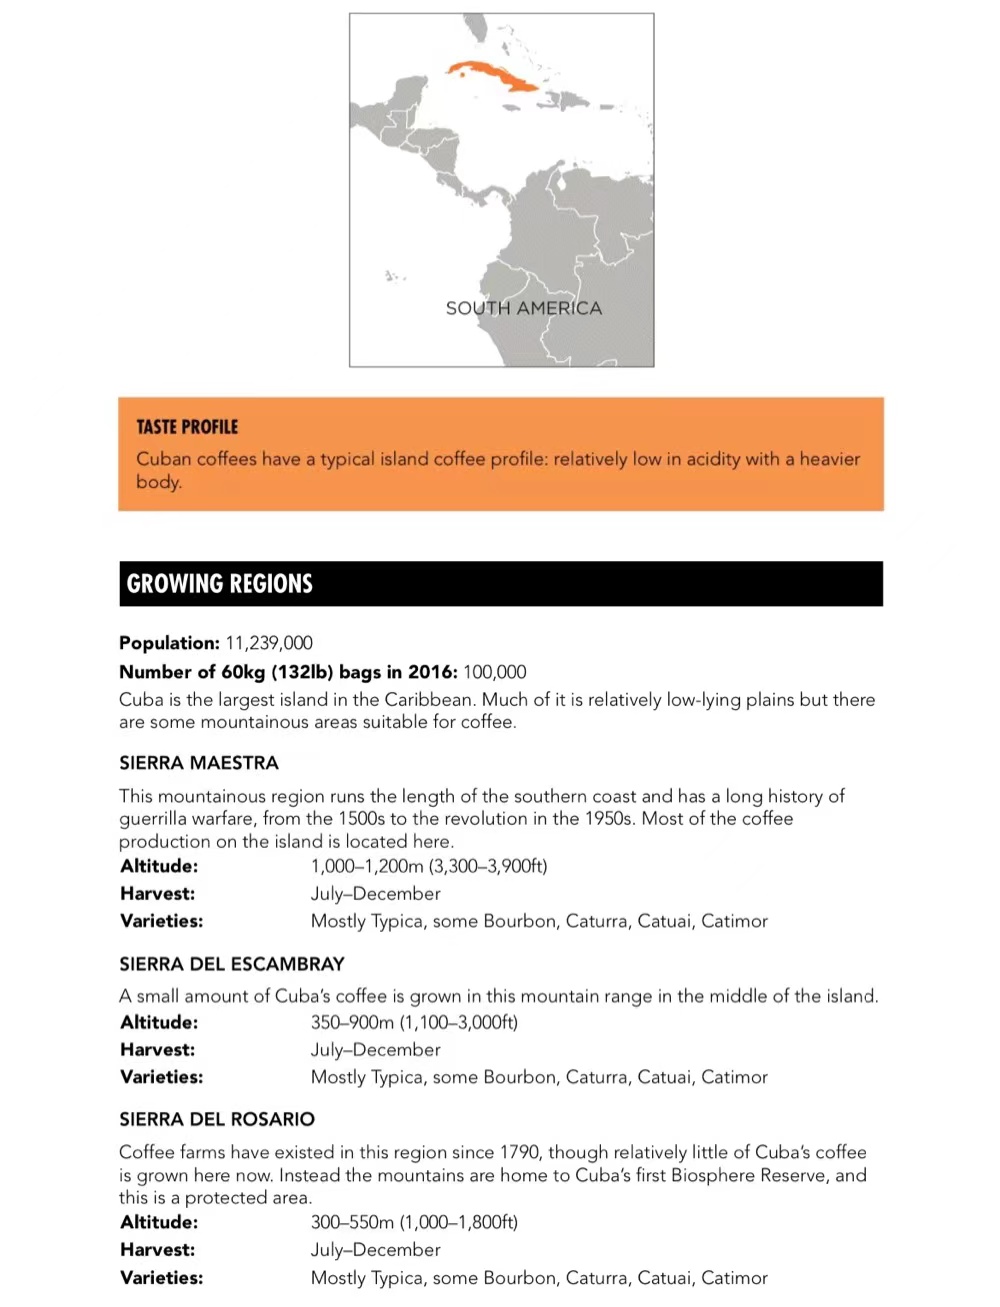 SOUTH AMERICA
TASTE PROFILE
Cuban coffees have a typical island coffee profile: relatively low in acidity with a heavier
body.
GROWING REGIONS
Population: 11,239,000
Number of 60kg (132lb) bags in 2016: 100,000
Cuba is the largest island in the Caribbean. Much of it is relatively low-lying plains but there
are some mountainous areas suitable for coffee.
SIERRA MAESTRA
This mountainous region runs the length of the southern coast and has a long history of
guerrilla warfare, from the 1500s to the revolution in the 1950s. Most of the coffee
production on the island is located here.
Altitude: 1,000–1,200m (3,300–3,900ft)
Harvest: July–December
Varieties: Mostly Typica, some Bourbon, Caturra, Catuai, Catimor
SIERRA DEL ESCAMBRAY
A small amount of Cuba’s coffee is grown in this mountain range in the middle of the island.
Altitude: 350–900m (1,100–3,000ft)
Harvest: July–December
Varieties: Mostly Typica, some Bourbon, Caturra, Catuai, Catimor
SIERRA DEL ROSARIO
Coffee farms have existed in this region since 1790, though relatively little of Cuba’s coffee
is grown here now. Instead the mountains are home to Cuba’s first Biosphere Reserve, and
this is a protected area.
Altitude: 300–550m (1,000–1,800ft)
Harvest: July–December
Varieties: Mostly Typica, some Bourbon, Caturra, Catuai, Catimor